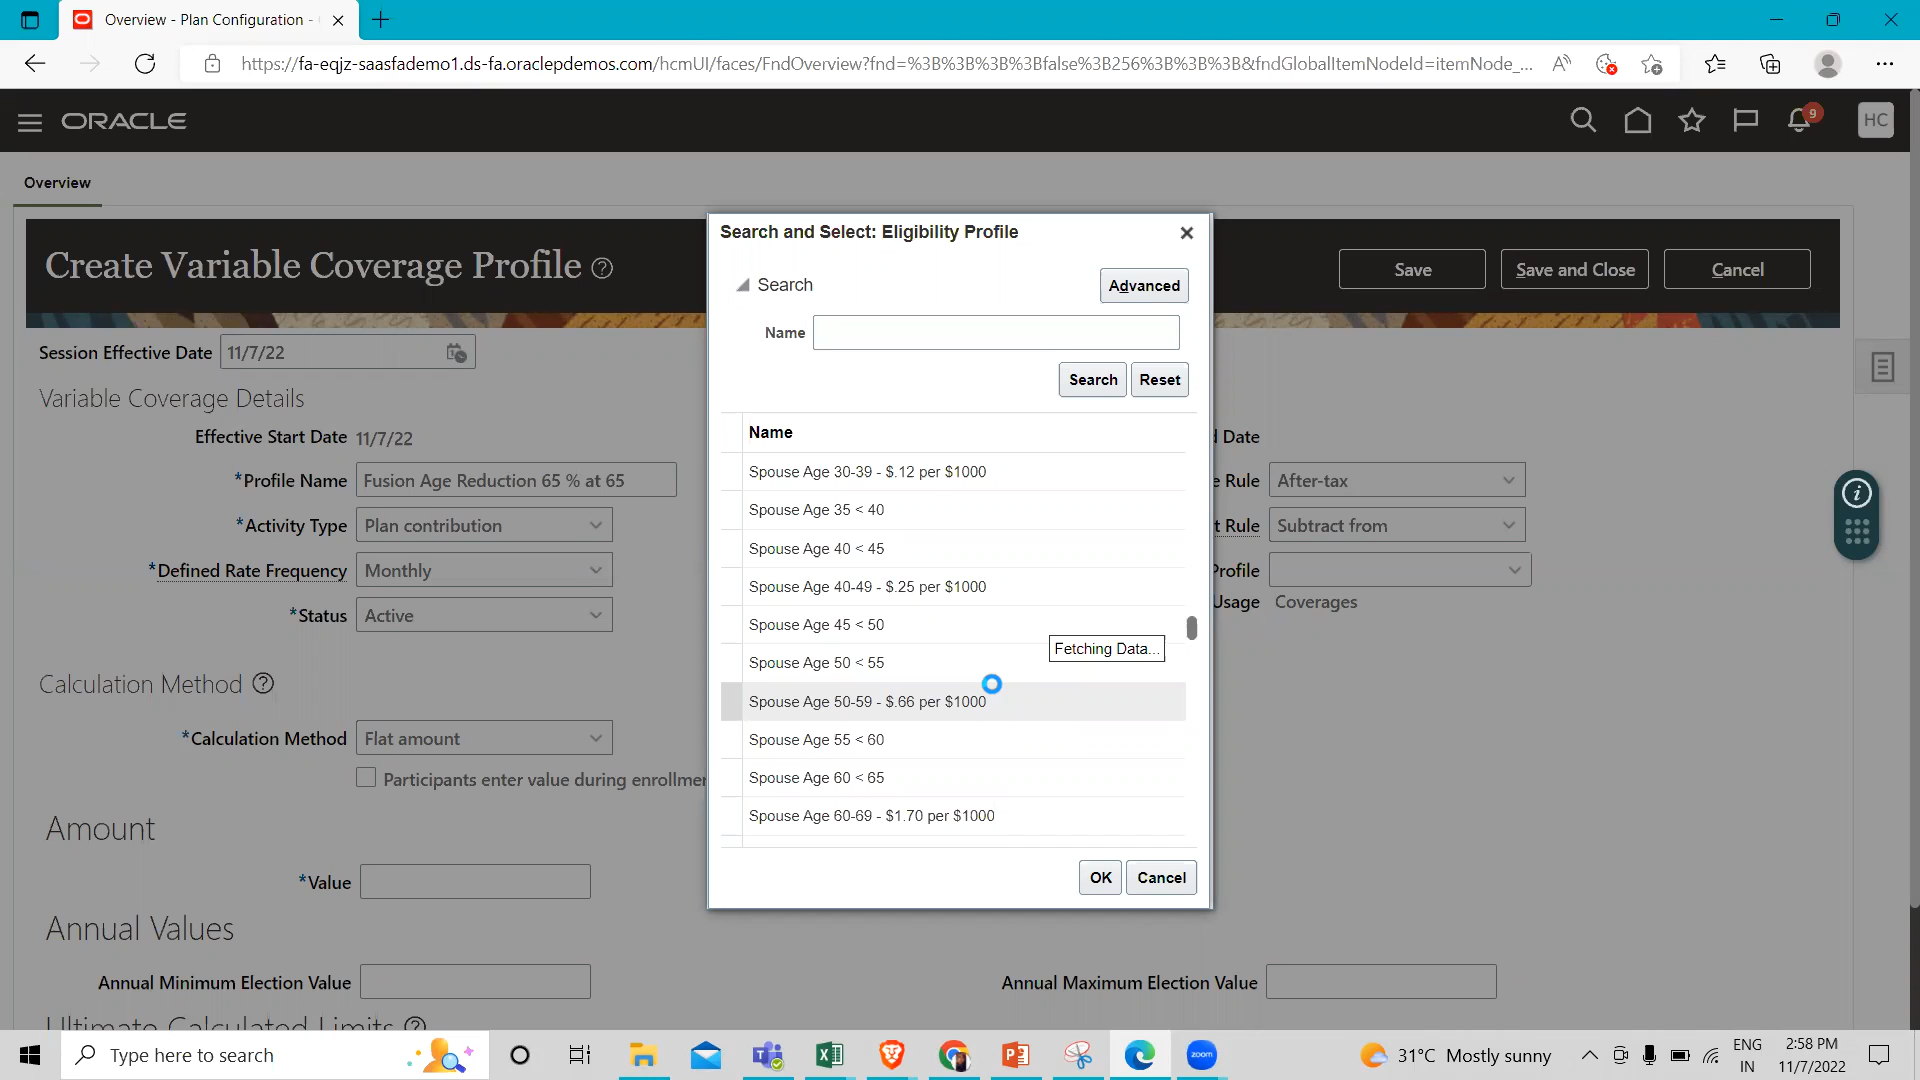 Overview - Plan Configuration -
https://fa-eqjz-saasfademo1.ds-fa.oraclepdemos.com/hcmUI/faces/FndOverview?fnd=%3B%3B%3B%3Bfalse%3B256%3B%3B%3B&fndGlobalItemNodeId=itemNode_...
ORACLE
9
HC
Overview
Create Variable Coverage Profile
Save
Save and Close
Cancel
Session Effective Date 11/7/22
Variable Coverage Details
Effective Start Date 11/7/22
d Date
*Profile Name Fusion Age Reduction 65 % at 65
e Rule After-tax
*Activity Type Plan contribution
t Rule Subtract from
*Defined Rate Frequency Monthly
Profile
*Status Active
Usage Coverages
Calculation Method
*Calculation Method Flat amount
Participants enter value during enrollmen
Amount
*Value
Annual Values
Annual Minimum Election Value
Annual Maximum Election Value
Ultimate Calculated Limits
Search and Select: Eligibility Profile
Search
Advanced
Name
Search
Reset
Name
Spouse Age 30-39 - $.12 per $1000
Spouse Age 35 < 40
Spouse Age 40 < 45
Spouse Age 40-49 - $.25 per $1000
Spouse Age 45 < 50
Fetching Data...
Spouse Age 50 < 55
Spouse Age 50-59 - $.66 per $1000
Spouse Age 55 < 60
Spouse Age 60 < 65
Spouse Age 60-69 - $1.70 per $1000
OK
Cancel
Type here to search
zoom
31°C Mostly sunny
ENG
IN
2:58 PM
11/7/2022